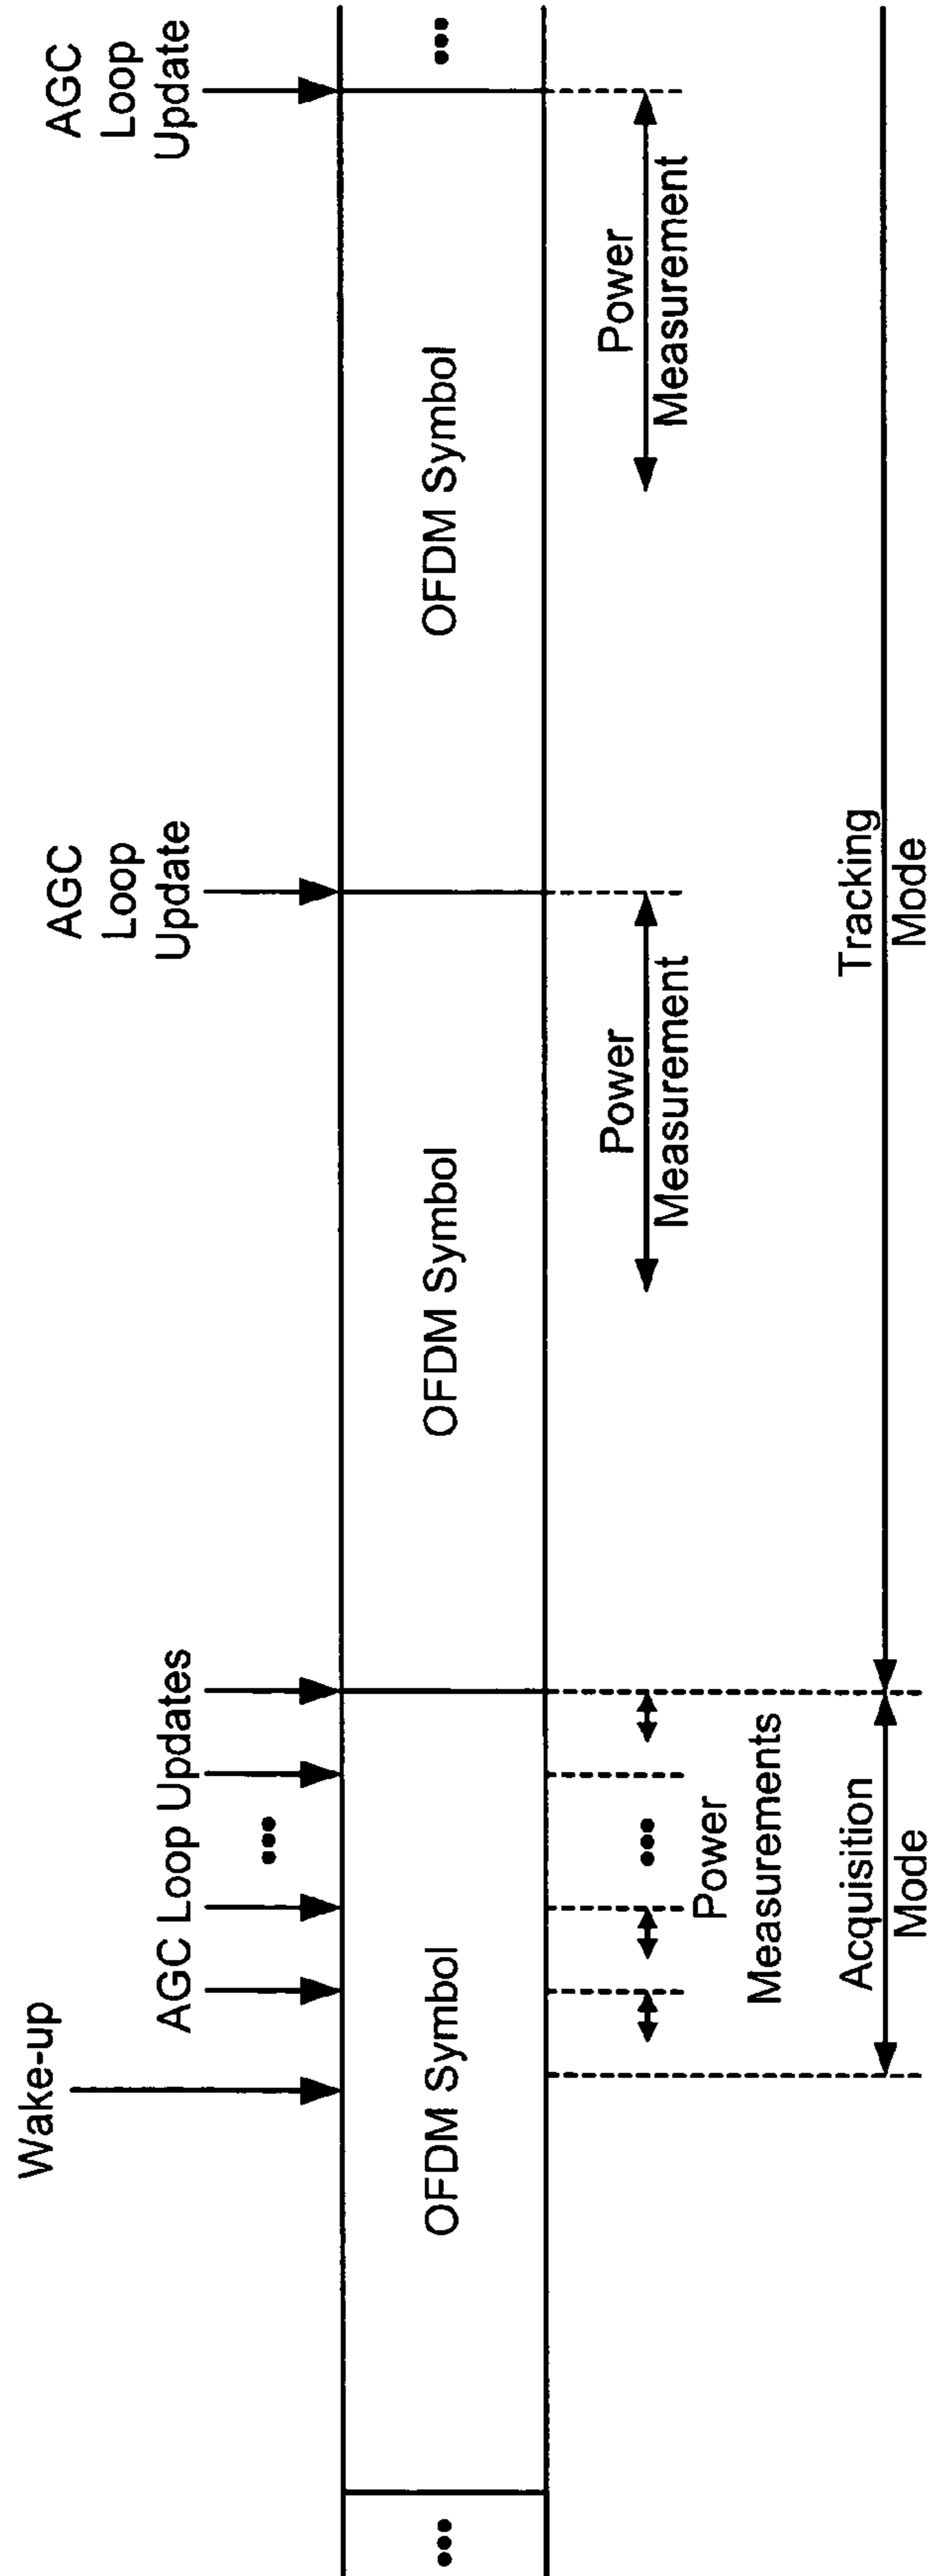 Wake-up
AGC Loop Updates
•••
AGC
Loop
Update
AGC
Loop
Update
•••
OFDM Symbol
OFDM Symbol
OFDM Symbol
•••
•••
Power
Measurements
Power
Measurement
Power
Measurement
Acquisition
Mode
Tracking
Mode